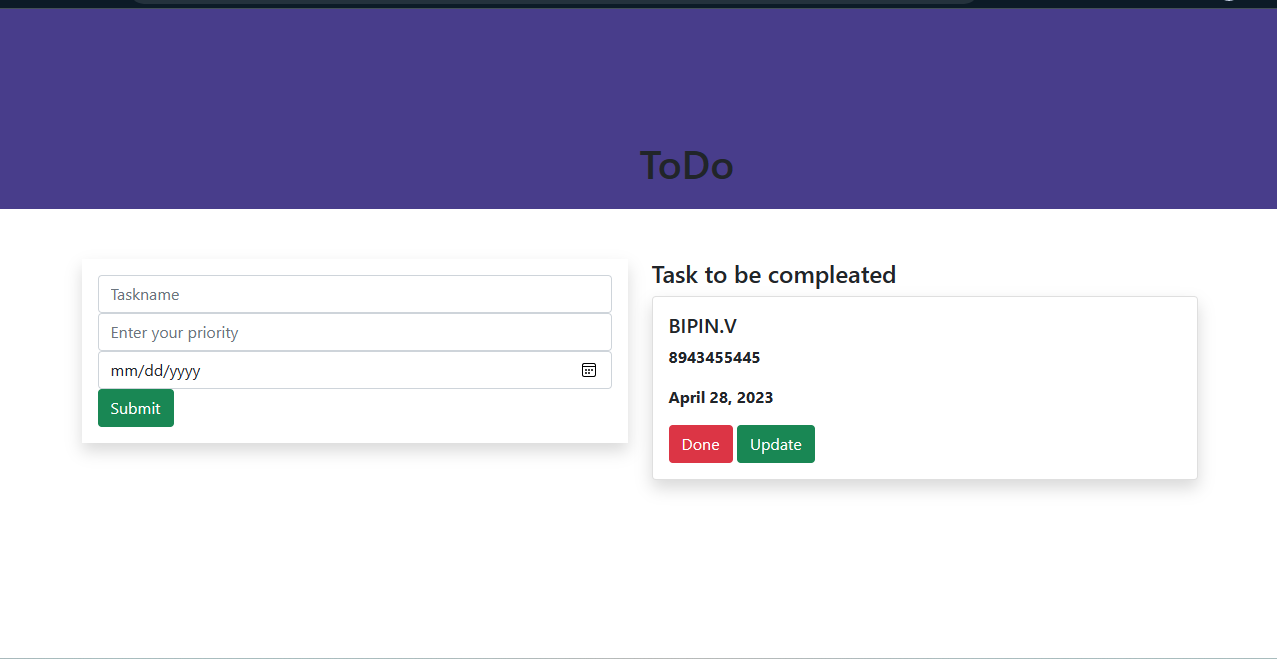 ToDo
Taskname
Enter your priority
mm/dd/yyyy
Submit
Task to be compleated
BIPIN.V
8943455445
April 28, 2023
Done Update